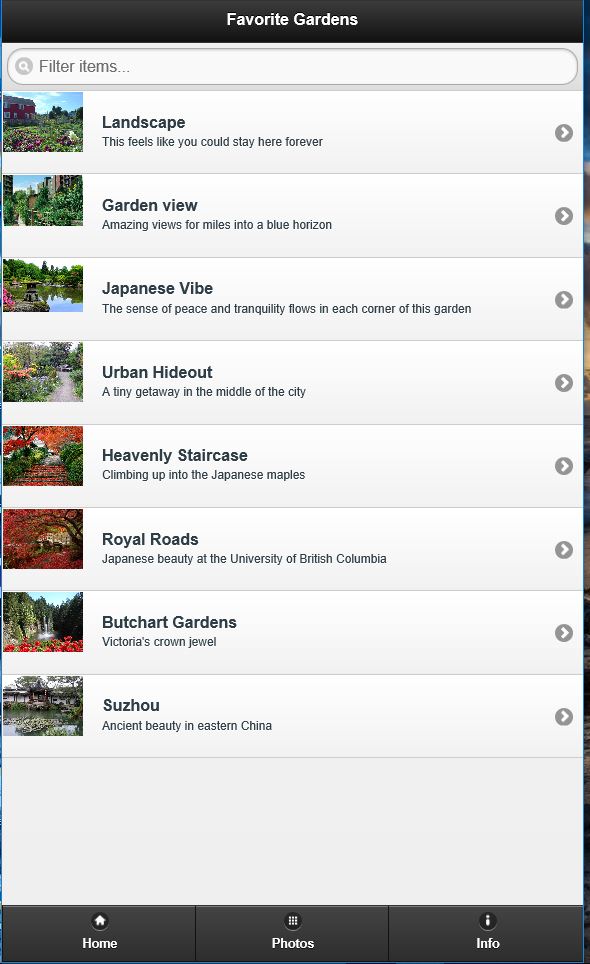 Favorite Gardens
Filter items...
Landscape
This feels like you could stay here forever
Garden view
Amazing views for miles into a blue horizon
Japanese Vibe
The sense of peace and tranquility flows in each corner of this garden
Urban Hideout
A tiny getaway in the middle of the city
Heavenly Staircase
Climbing up into the Japanese maples
Royal Roads
Japanese beauty at the University of British Columbia
Butchart Gardens
Victoria's crown jewel
Suzhou
Ancient beauty in eastern China
Home Photos Info